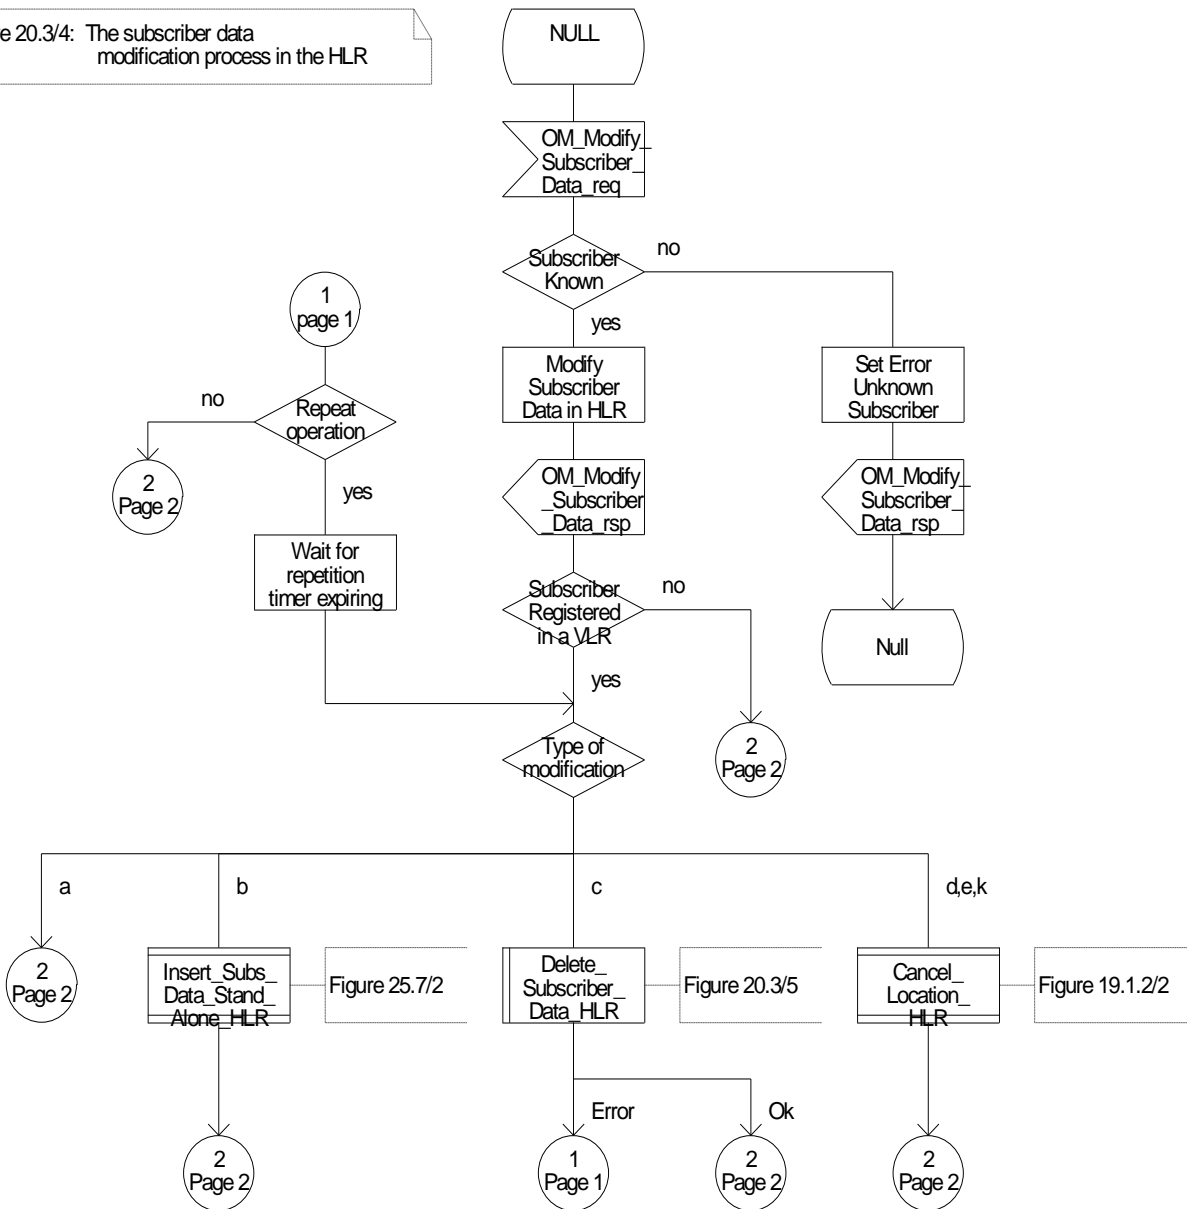 e 20.3/4: The subscriber data
modification process in the HLR
NULL
OM_Modify_
Subscriber_
Data_req
Subscriber
Known
no
yes
1
page 1
Repeat
operation
no
yes
2
Page 2
Wait for
repetition
timer expiring
Modify
Subscriber
Data in HLR
Set Error
Unknown
Subscriber
OM_Modify
_Subscriber
_Data_rsp
OM_Modify_
Subscriber_
Data_rsp
Subscriber
Registered
in a VLR
no
yes
Null
2
Page 2
Type of
modification
a
b
c
d,e,k
2
Page 2
Insert_Subs_
Data_Stand_
Alone_HLR
Figure 25.7/2
Delete_
Subscriber_
Data_HLR
Figure 20.3/5
Cancel_
Location_
HLR
Figure 19.1.2/2
Error
Ok
2
Page 2
1
Page 1
2
Page 2
2
Page 2